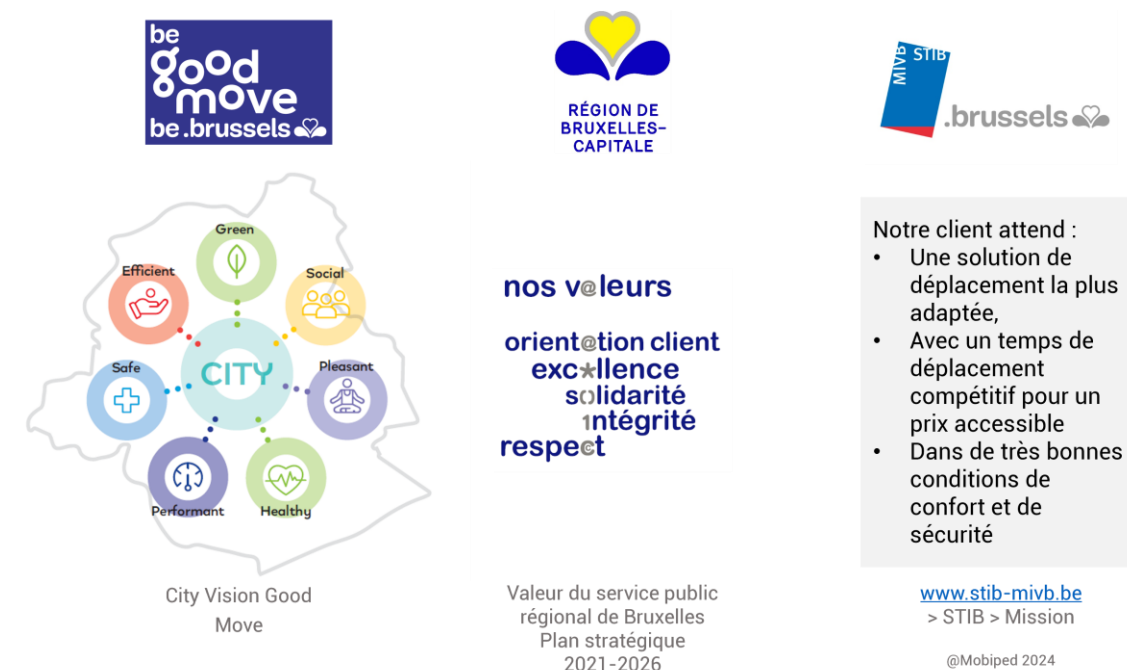 be
good
move
be.brussels
RÉGION DE
BRUXELLES-
CAPITALE
MIVB STIB
.brussels
Green
Efficient
Social
CITY
Safe
Pleasant
Performant
Healthy
City Vision Good
Move
nos v@leurs
orient@tion client
exc*llence
s()lidarité
1ntégrité
respe©t
Valeur du service public
régional de Bruxelles
Plan stratégique
2021-2026
Notre client attend :
• Une solution de
déplacement la plus
adaptée,
• Avec un temps de
déplacement
compétitif pour un
prix accessible
• Dans de très bonnes
conditions de
confort et de
sécurité
www.stib-mivb.be
> STIB > Mission
@Mobiped 2024